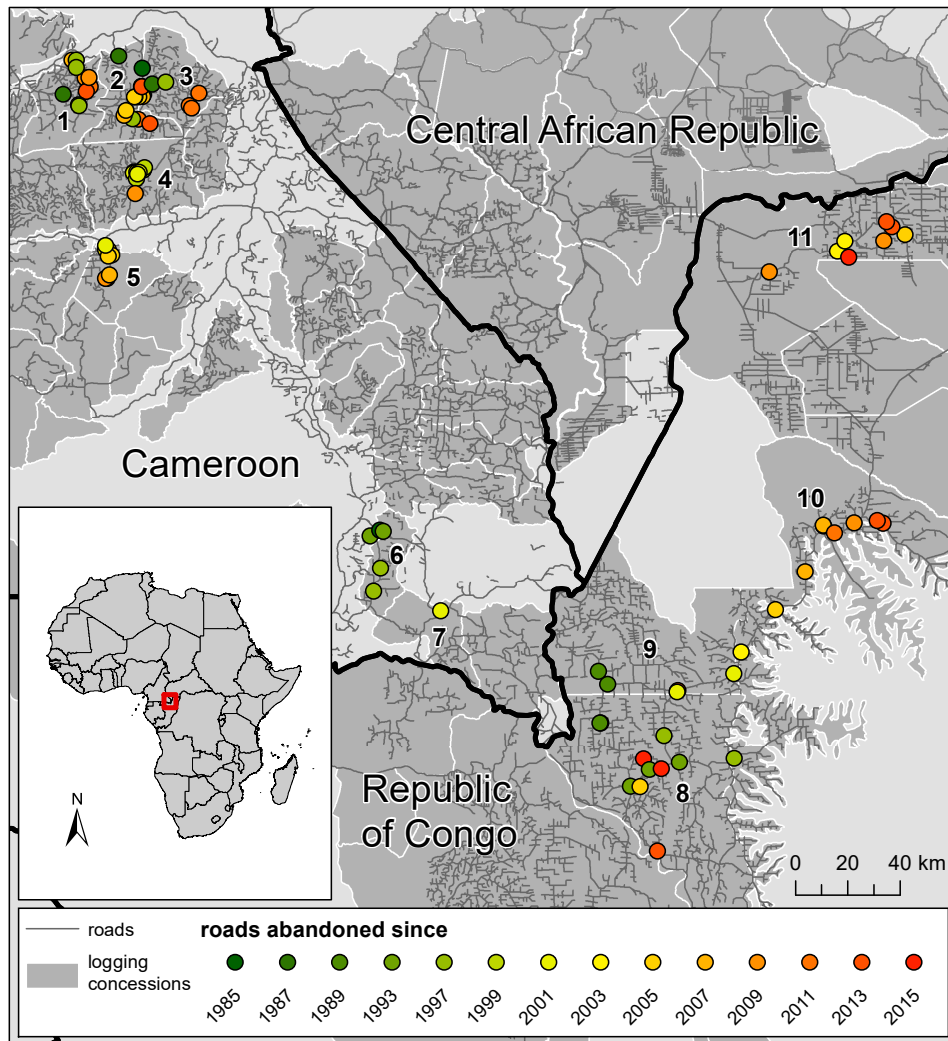 1
2
3
Central African Republic
4
11
5
Cameroon
10
6
7
9
N
Republic
of Congo
8
0 20 40 km
roads
roads abandoned since
logging
concessions
1985 1987 1989 1993 1997 1999 2001 2003 2005 2007 2009 2011 2013 2015